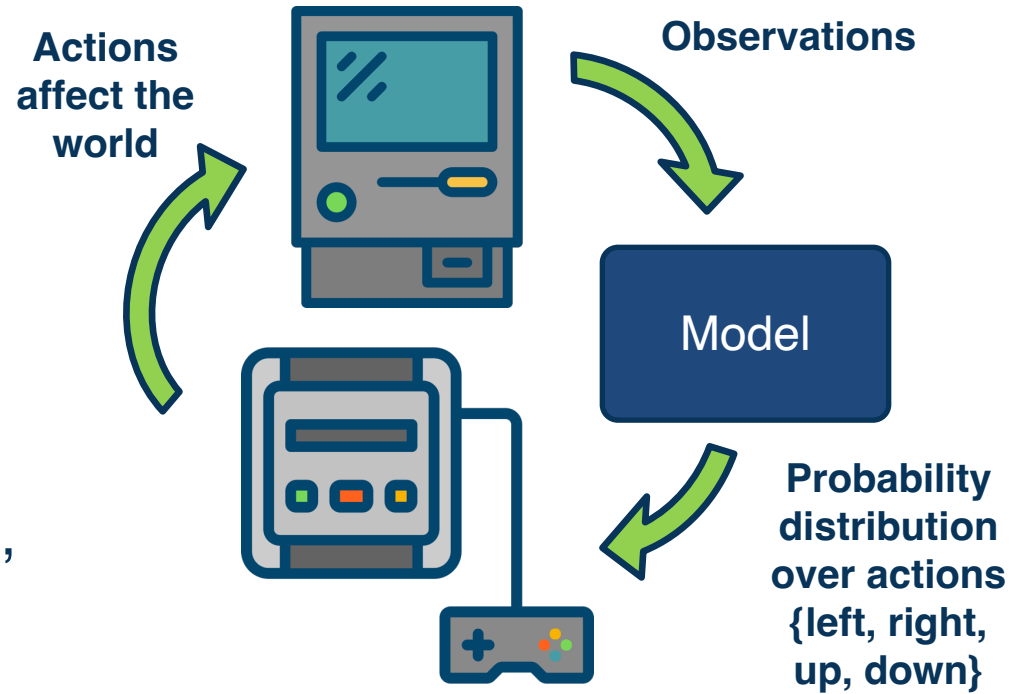 Actions
affect the
world
Observations
Model
Probability
distribution
over actions
{left, right,
up, down}
,